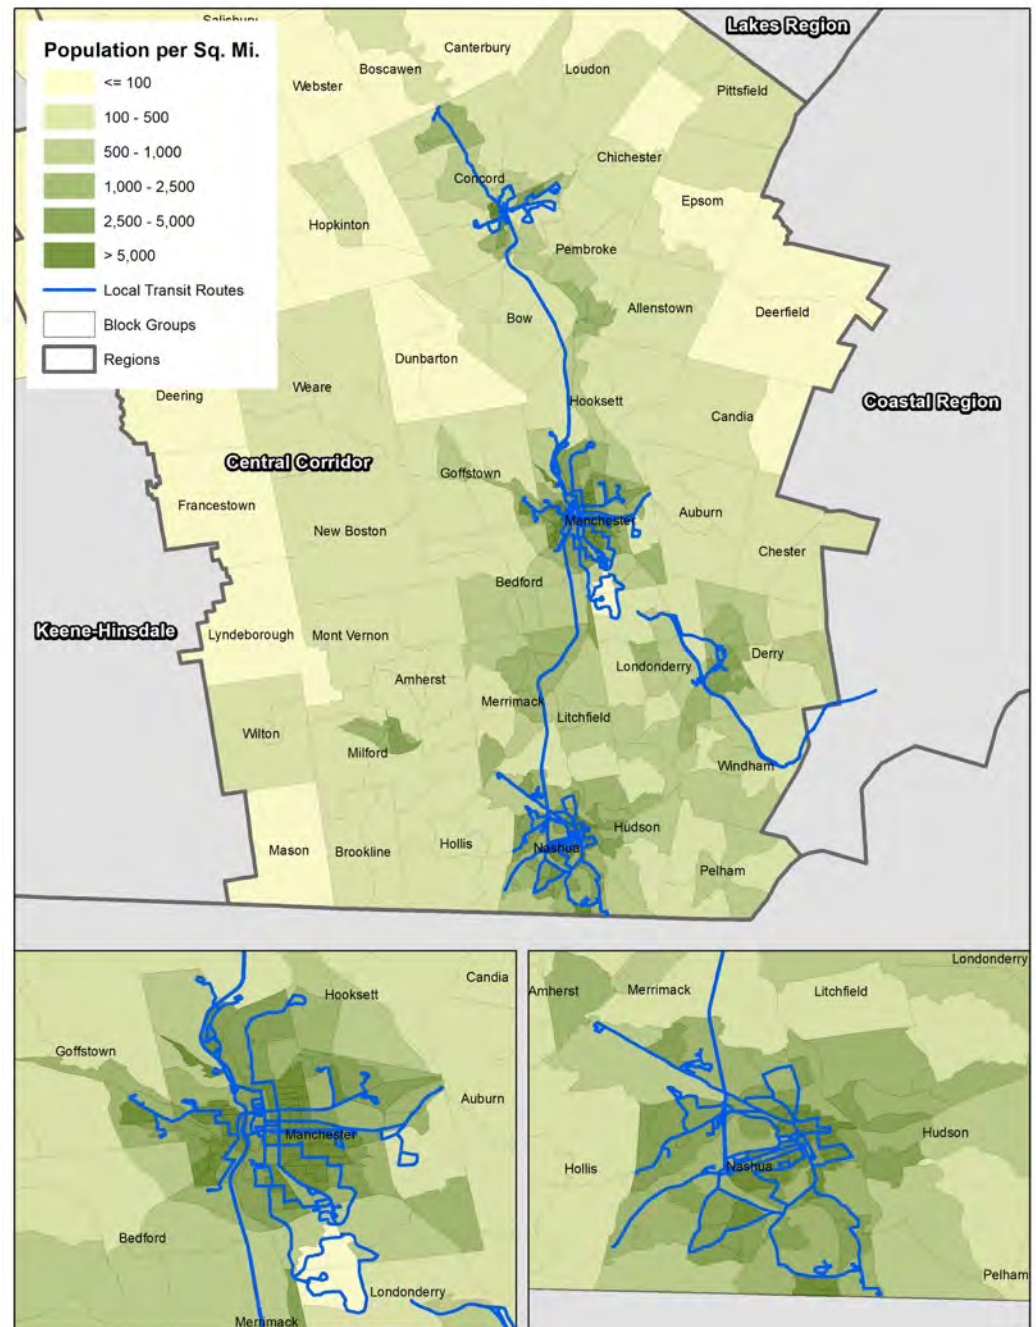 Salisbury
Canterbury
Lakes Region
Population per Sq. Mi.
<= 100
100 - 500
500 - 1,000
1,000 - 2,500
2,500 - 5,000
> 5,000
Local Transit Routes
Block Groups
Regions
Boscawen
Loudon
Webster
Pittsfield
Chichester
Concord
Epsom
Hopkinton
Pembroke
Allenstown
Deerfield
Bow
Dunbarton
Weare
Deering
Hooksett
Coastal Region
Candia
Central Corridor
Goffstown
Francestown
Auburn
Manchester
New Boston
Chester
Bedford
Keene-Hinsdale
Lyndeborough
Mont Vernon
Derry
Londonderry
Amherst
Merrimack
Litchfield
Wilton
Milford
Windham
Hudson
Hollis
Nashua
Mason
Brookline
Pelham
Candia
Hooksett
Goffstown
Auburn
Manchester
Bedford
Londonderry
Merrimack
Londonderry
Amherst
Merrimack
Litchfield
Hudson
Hollis
Nashua
Pelham